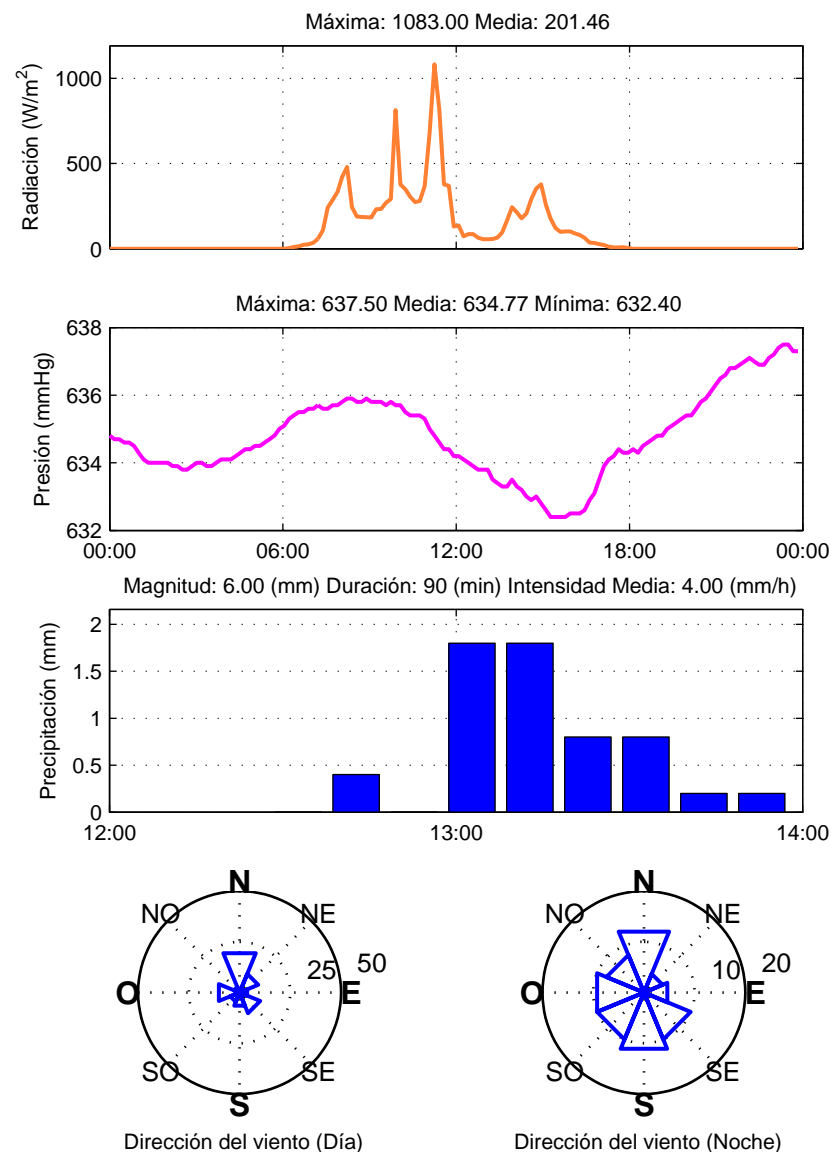 Máxima: 1083.00 Media: 201.46
Radiación (W/m²)
1000
500
0
Máxima: 637.50 Media: 634.77 Mínima: 632.40
Presión (mmHg)
638
636
634
632
00:00 06:00 12:00 18:00 00:00
Magnitud: 6.00 (mm) Duración: 90 (min) Intensidad Media: 4.00 (mm/h)
Precipitación (mm)
2
1.5
1
0.5
0
12:00 13:00 14:00
N
NO NE
25 50
O E
SO SE
S
Dirección del viento (Día)
N
NO NE
10 20
O E
SO SE
S
Dirección del viento (Noche)